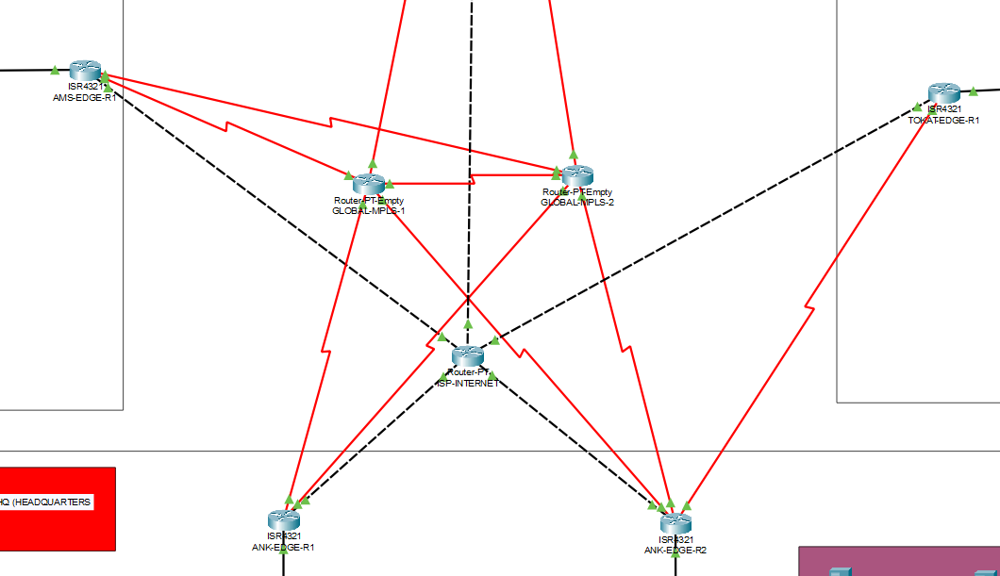 ISR4321
AMS-EDGE-R1
ISR4321
TOKAT-EDGE-R1
Router-PT-Empty
GLOBAL-MPLS-1
Router-PT-Empty
GLOBAL-MPLS-2
Router-PT-
ISP-INTERNET
HQ (HEADQUARTERS
ISR4321
ANK-EDGE-R1
ISR4321
ANK-EDGE-R2